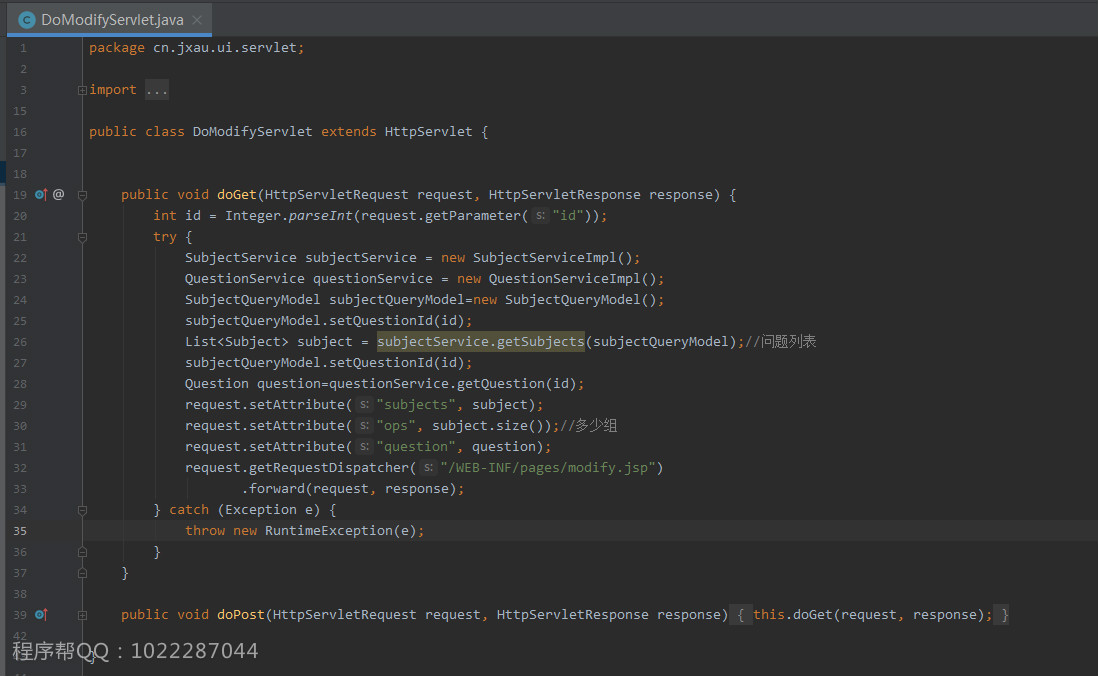 DoModifyServlet.java
1 package cn.jxau.ui.servlet;
2
3 import ...
15
16 public class DoModifyServlet extends HttpServlet {
17
18
19 @ public void doGet(HttpServletRequest request, HttpServletResponse response) {
20 int id = Integer.parseInt(request.getParameter( s: "id"));
21 try {
22 SubjectService subjectService = new SubjectServiceImpl();
23 QuestionService questionService = new QuestionServiceImpl();
24 SubjectQueryModel subjectQueryModel=new SubjectQueryModel();
25 subjectQueryModel.setQuestionId(id);
26 List<Subject> subject = subjectService.getSubjects(subjectQueryModel);//问题列表
27 subjectQueryModel.setQuestionId(id);
28 Question question=questionService.getQuestion(id);
29 request.setAttribute( s: "subjects", subject);
30 request.setAttribute( s: "ops", subject.size());//多少组
31 request.setAttribute( s: "question", question);
32 request.getRequestDispatcher( s: "/WEB-INF/pages/modify.jsp")
33 .forward(request, response);
34 } catch (Exception e) {
35 throw new RuntimeException(e);
36 }
37 }
38
39 public void doPost(HttpServletRequest request, HttpServletResponse response) { this.doGet(request, response); }
42
}
程序帮QQ：1022287044